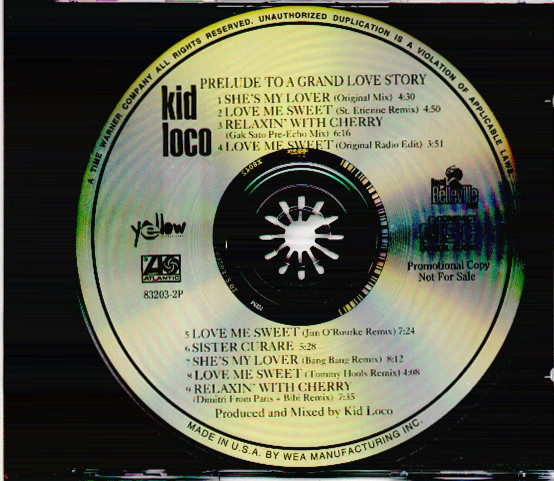 A TIME WARNER COMPANY ALL RIGHTS RESERVED. UNAUTHORIZED DUPLICATION IS A VIOLATION OF APPLICABLE LAWS
kid
loco
PRELUDE TO A GRAND LOVE STORY
1 SHE'S MY LOVER (Original Mix) 4:30
2 LOVE ME SWEET (St. Etienne Remix) 4:50
3 RELAXIN' WITH CHERRY
(Gak Sato Pre-Echo Mix) 6:16
4 LOVE ME SWEET (Original Radio Edit) 3:51
Belleville
yellow
ATLANTIC
83203-2P
Promotional Copy
Not For Sale
5 LOVE ME SWEET (Jim O'Rourke Remix) 7:24
6 SISTER CURARE 5:28
7 SHE'S MY LOVER (Bang Bang Remix) 8:12
8 LOVE ME SWEET (Tommy Hools Remix) 4:08
9 RELAXIN' WITH CHERRY
(Dimitri From Paris + Bibi Remix) 7:35
Produced and Mixed by Kid Loco
MADE IN U.S.A. BY WEA MANUFACTURING INC.